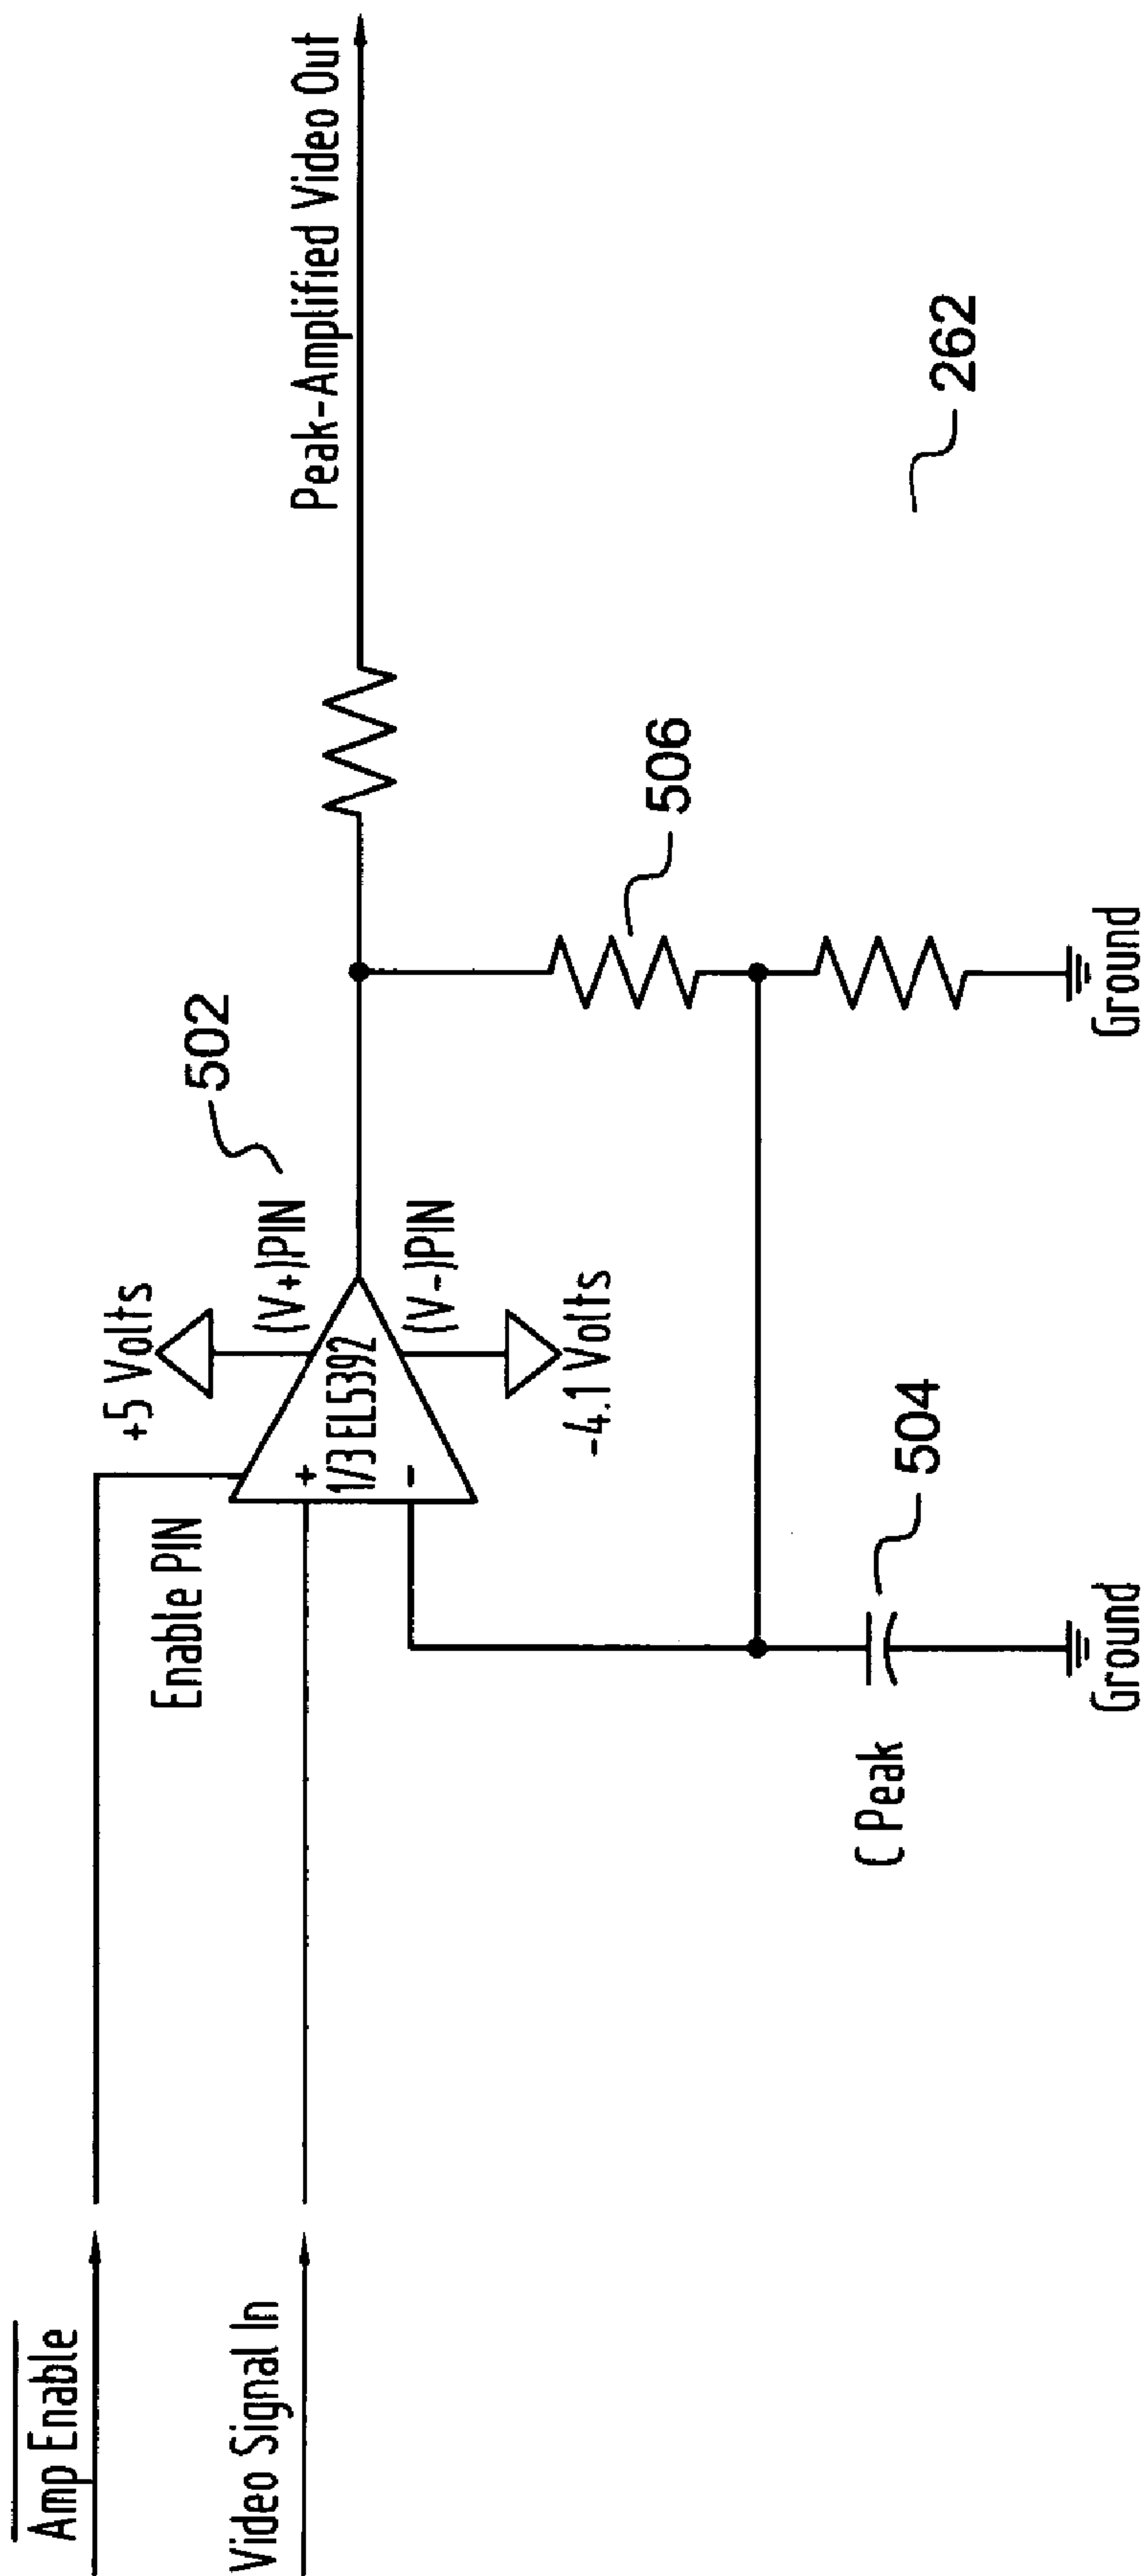 Amp Enable
Video Signal In
Enable PIN
+5 Volts
(V+)PIN
502
+
1/3 EL5392
-
(V-)PIN
-4.1 Volts
Peak-Amplified Video Out
506
C Peak
504
Ground
Ground
262